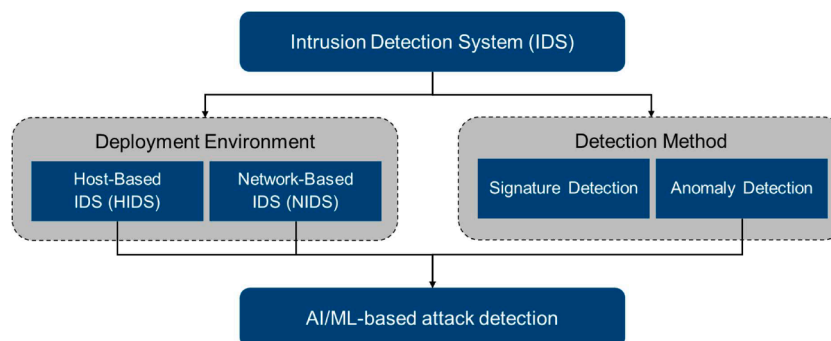 Intrusion Detection System (IDS)
Deployment Environment
Host-Based
IDS (HIDS)
Network-Based
IDS (NIDS)
Detection Method
Signature Detection
Anomaly Detection
AI/ML-based attack detection